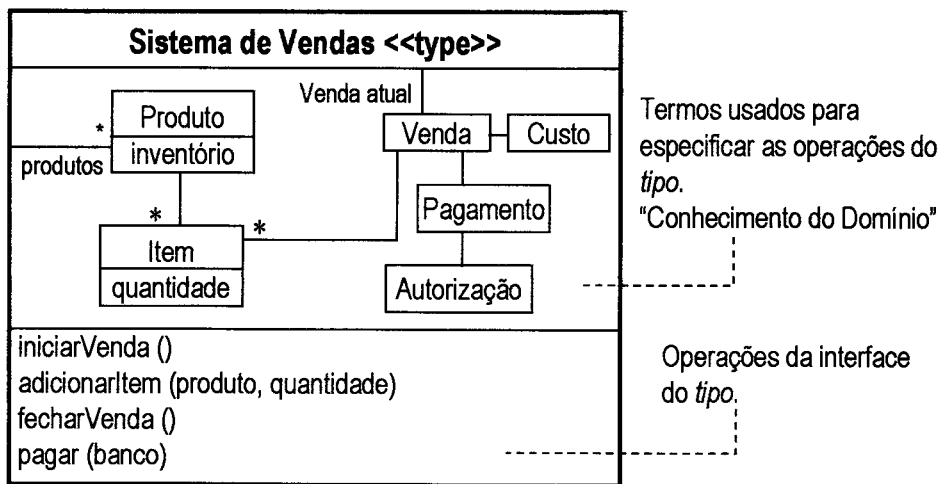 Sistema de Vendas <<type>>
Venda atual
Produto
inventório
*
produtos
Venda
Custo
*
*
Item
quantidade
Pagamento
Autorização
Termos usados para
especificar as operações do
tipo.
"Conhecimento do Domínio"
iniciarVenda ()
adicionarItem (produto, quantidade)
fecharVenda ()
pagar (banco)
Operações da interface
do tipo.